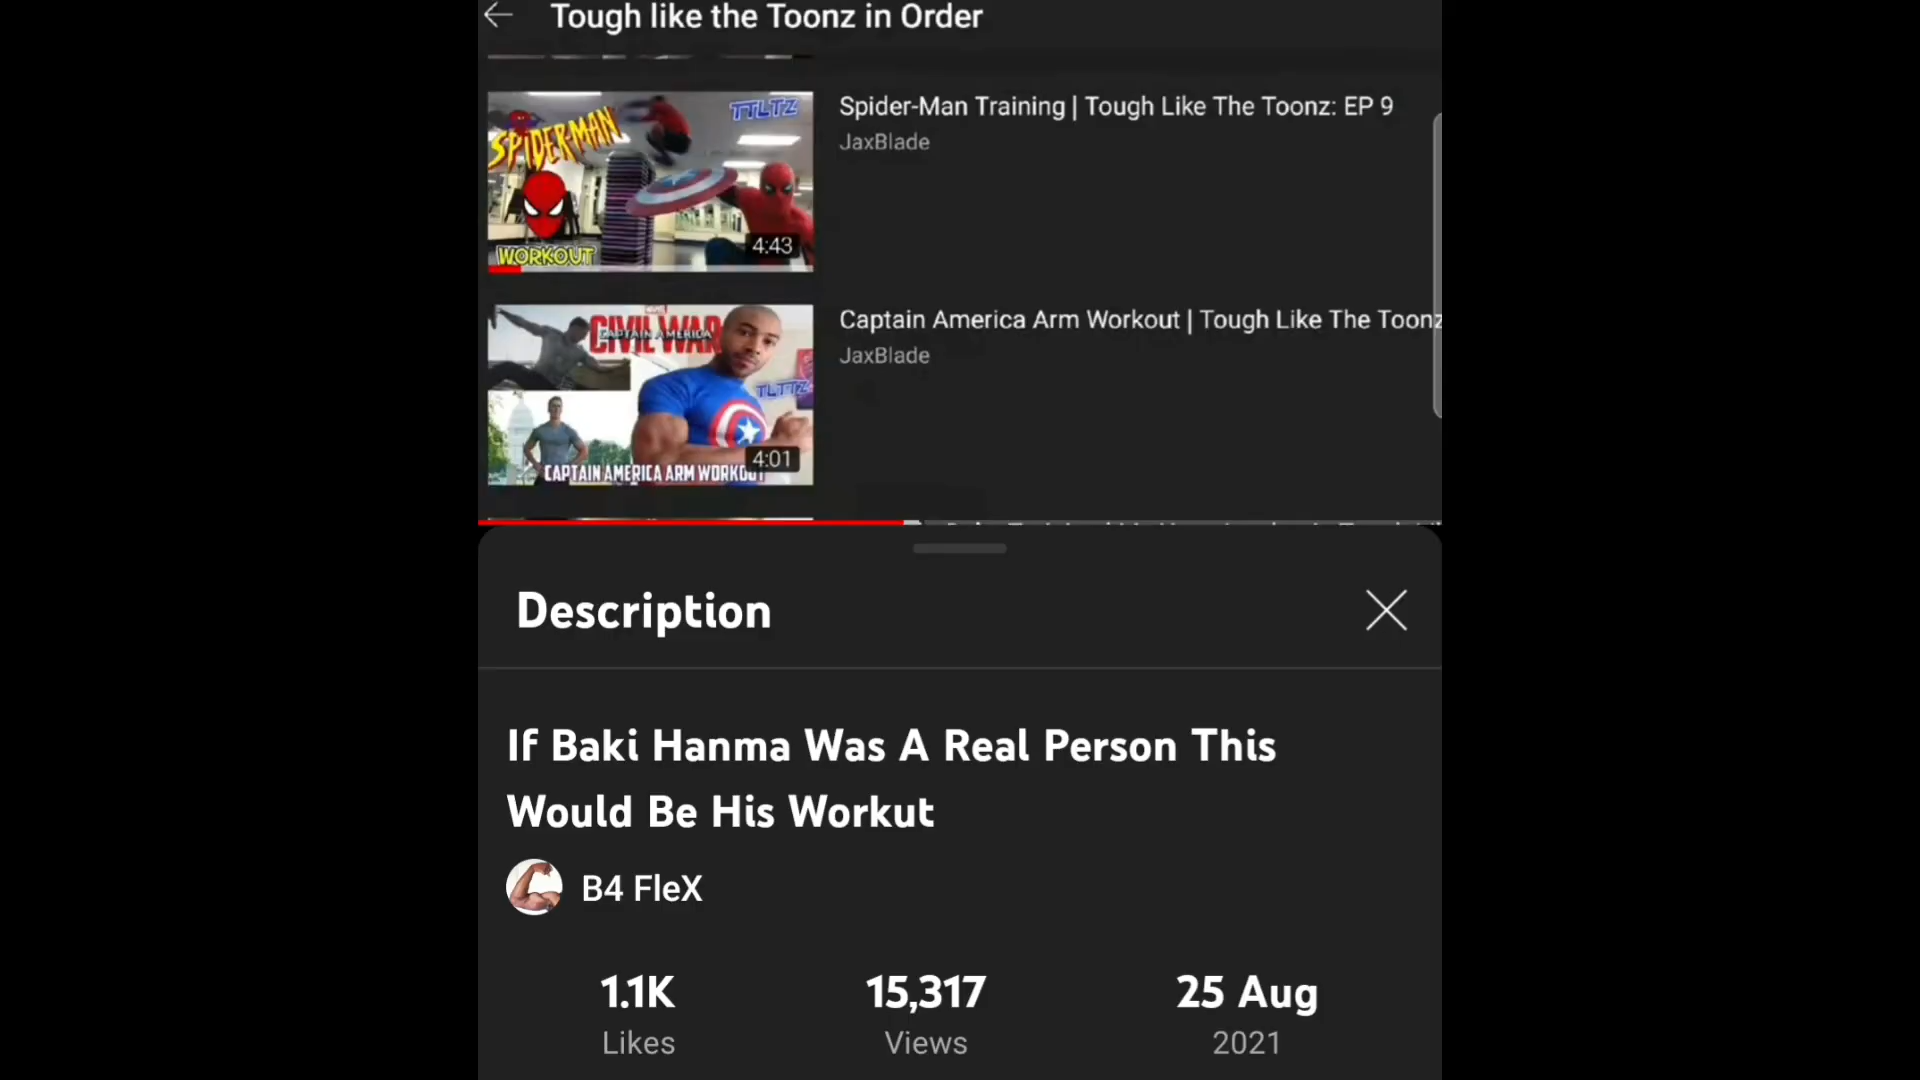 Tough like the Toonz in Order
SPIDER-MAN
TTLTZ
WORKOUT
4:43
Spider-Man Training | Tough Like The Toonz: EP 9
JaxBlade
CIVIL WAR
CAPTAIN AMERICA
TLTTZ
CAPTAIN AMERICA ARM WORKOUT
4:01
Captain America Arm Workout | Tough Like The Toonz
JaxBlade
Description
If Baki Hanma Was A Real Person This
Would Be His Workut
B4 FleX
1.1K 15,317 25 Aug
Likes Views 2021